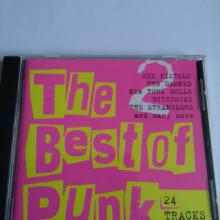 The 2
SEX PISTOLS
THE DAMNED
NEW YORK DOLLS
BUZZCOCKS
THE STRANGLERS
and many more
Best of
Punk
24
TRACKS